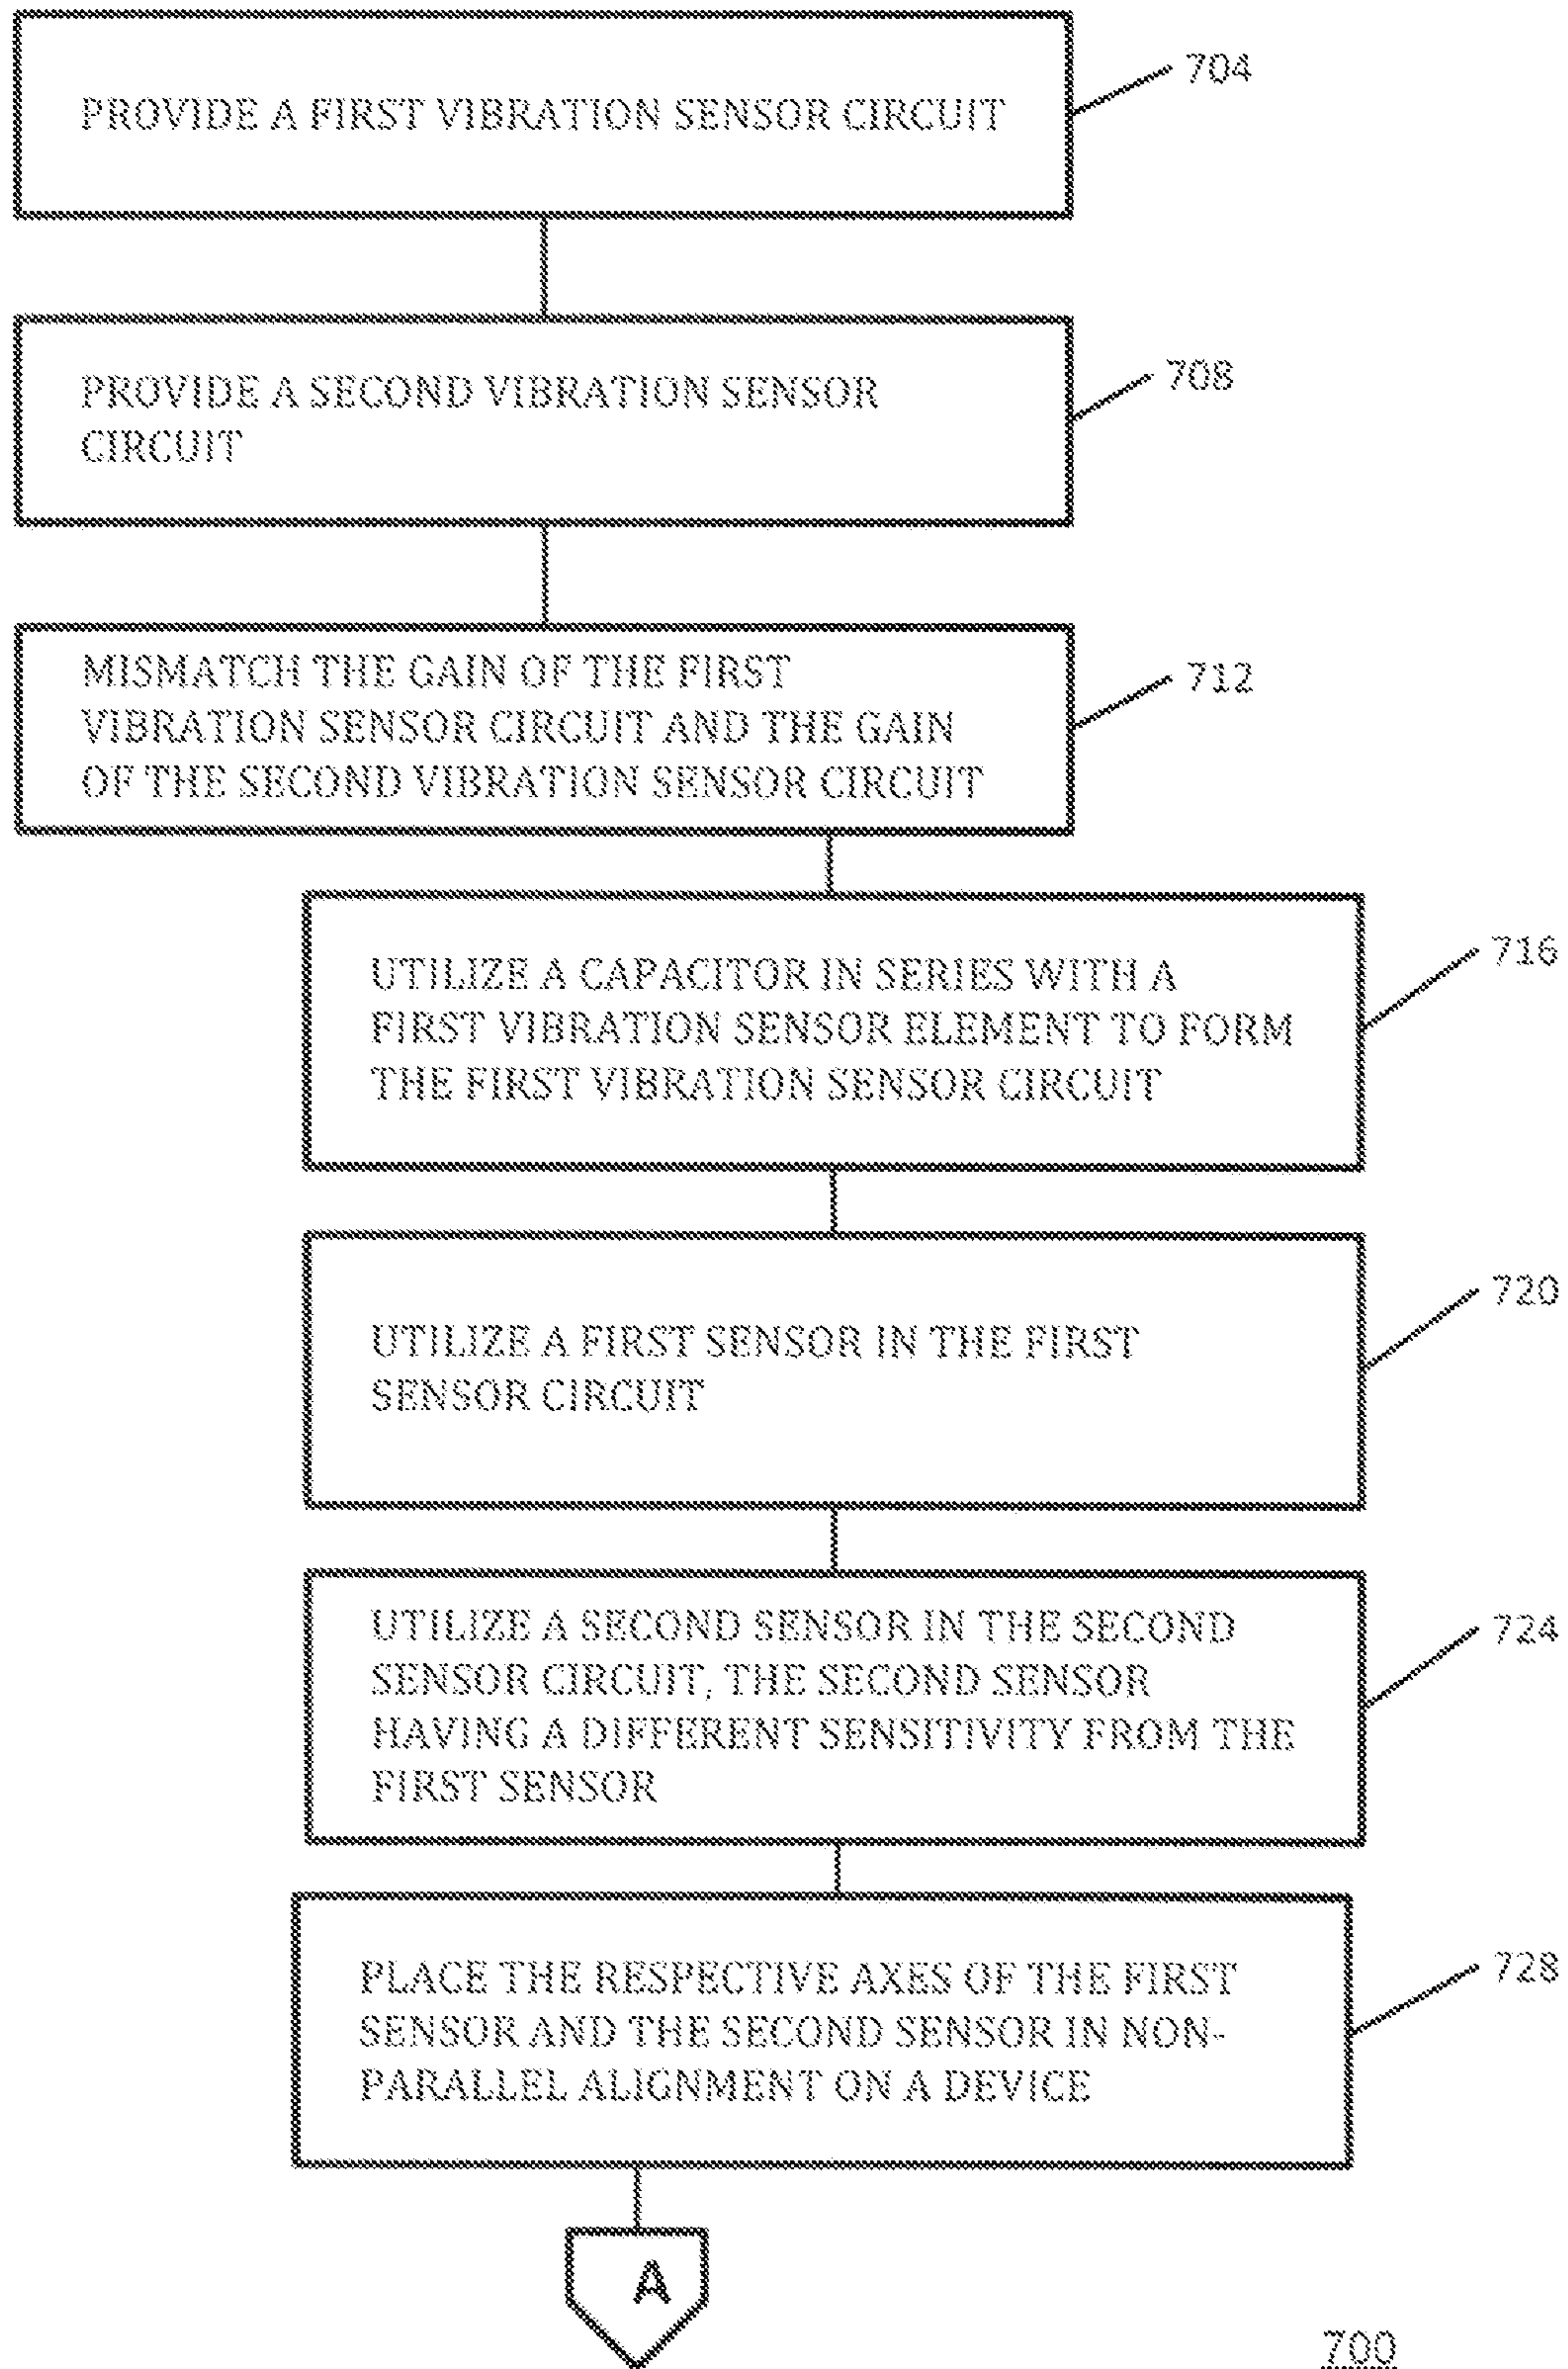 PROVIDE A FIRST VIBRATION SENSOR CIRCUIT
704
PROVIDE A SECOND VIBRATION SENSOR
CIRCUIT
708
MISMATCH THE GAIN OF THE FIRST
VIBRATION SENSOR CIRCUIT AND THE GAIN
OF THE SECOND VIBRATION SENSOR CIRCUIT
712
UTILIZE A CAPACITOR IN SERIES WITH A
FIRST VIBRATION SENSOR ELEMENT TO FORM
THE FIRST VIBRATION SENSOR CIRCUIT
716
UTILIZE A FIRST SENSOR IN THE FIRST
SENSOR CIRCUIT
720
UTILIZE A SECOND SENSOR IN THE SECOND
SENSOR CIRCUIT, THE SECOND SENSOR
HAVING A DIFFERENT SENSITIVITY FROM THE
FIRST SENSOR
724
PLACE THE RESPECTIVE AXES OF THE FIRST
SENSOR AND THE SECOND SENSOR IN NON-
PARALLEL ALIGNMENT ON A DEVICE
728
A
700